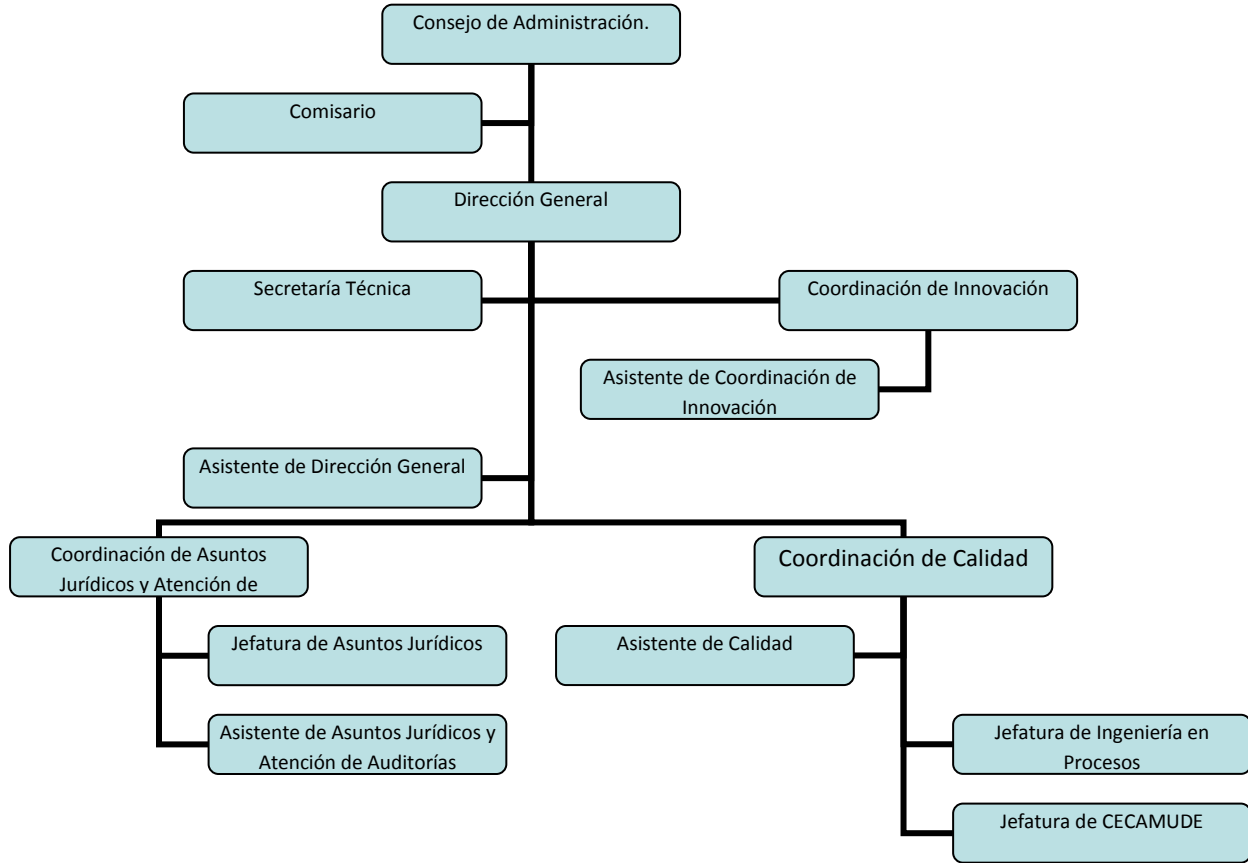 Consejo de Administración.
Comisario
Dirección General
Secretaría Técnica
Coordinación de Innovación
Asistente de Coordinación de
Innovación
Asistente de Dirección General
Coordinación de Asuntos
Jurídicos y Atención de
Coordinación de Calidad
Jefatura de Asuntos Jurídicos
Asistente de Calidad
Asistente de Asuntos Jurídicos y
Atención de Auditorías
Jefatura de Ingeniería en
Procesos
Jefatura de CECAMUDE